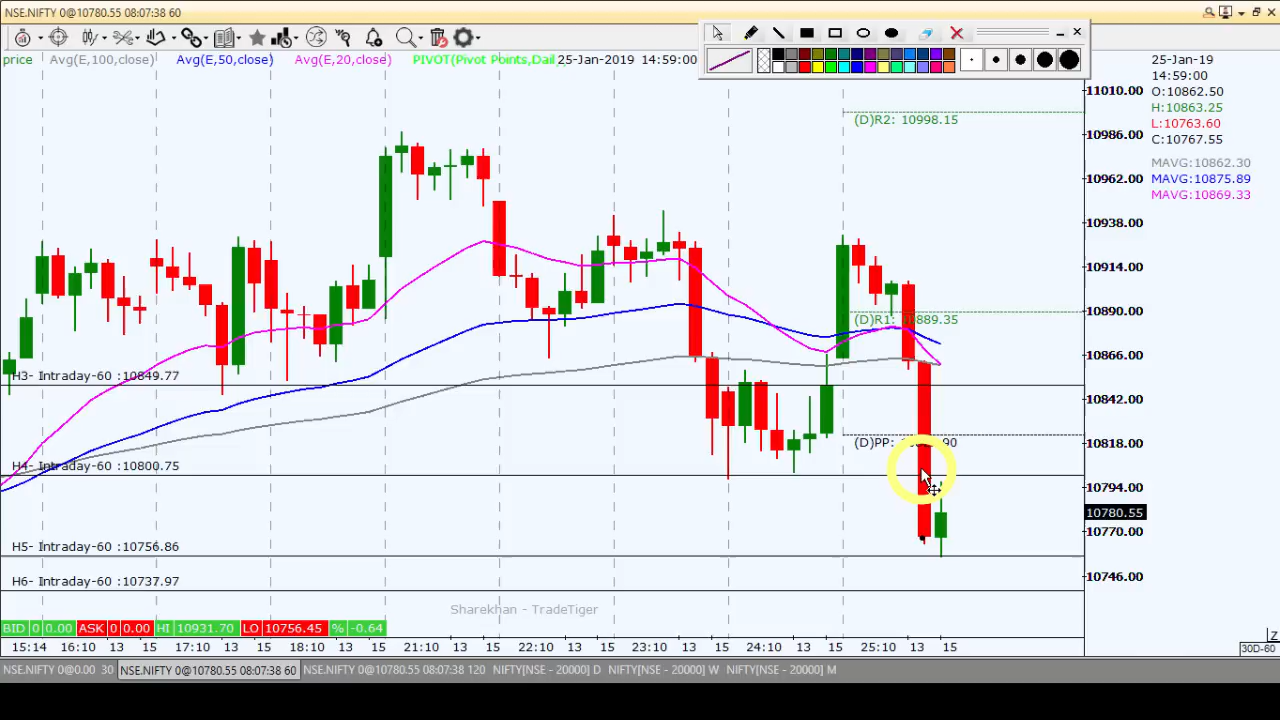 NSE.NIFTY 0@10780.55 08:07:38 60
price Avg(E,100,close) Avg(E,50,close) Avg(E,20,close) PIVOT(Pivot Points,Dail 25-Jan-2019 14:59:00
25-Jan-19
14:59:00
O:10862.50
H:10863.25
L:10763.60
C:10767.55
MAVG:10862.30
MAVG:10875.89
MAVG:10869.33
11010.00
10986.00
10962.00
10938.00
10914.00
10890.00
10866.00
10842.00
10818.00
10794.00
10780.55
10770.00
10746.00
(D)R2: 10998.15
(D)R1: 10889.35
(D)PP: 90
H3- Intraday-60 :10849.77
H4- Intraday-60 :10800.75
H5- Intraday-60 :10756.86
H6- Intraday-60 :10737.97
Sharekhan - TradeTiger
BID 0 0.00 ASK 0 0.00 HI 10931.70 LO 10756.45 % -0.64
15:14 16:10 13 15 17:10 13 15 18:10 13 15 21:10 13 15 22:10 13 15 23:10 13 15 24:10 13 15 25:10 13 15
Z
30D-60
NSE.NIFTY 0@0.00 30 NSE.NIFTY 0@10780.55 08:07:38 60 NSE.NIFTY 0@10780.55 08:07:38 120 NIFTY[NSE - 20000] D NIFTY[NSE - 20000] W NIFTY[NSE - 20000] M